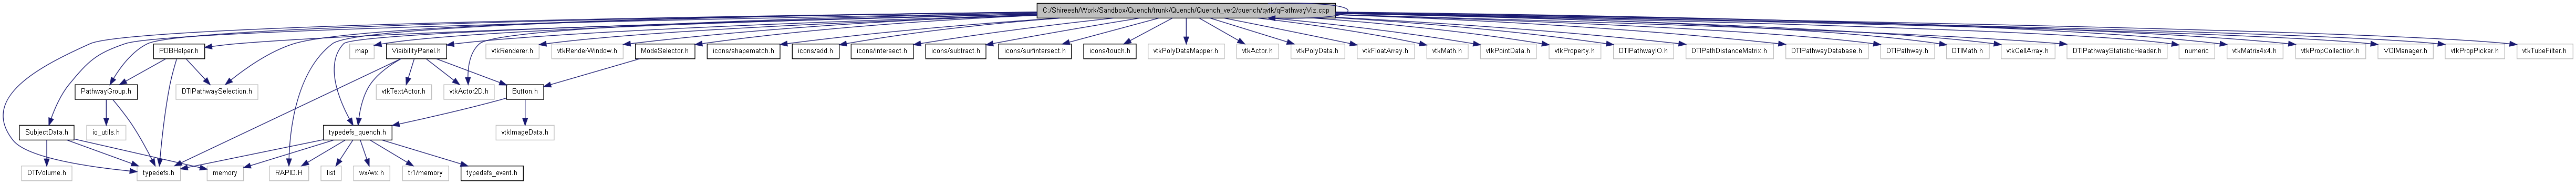 C:/Shireesh/Work/Sandbox/Quench/trunk/Quench/Quench_ver2/quench/qvtk/qPathwayViz.cpp
PDBHelper.h
map
VisibilityPanel.h
vtkRenderer.h
vtkRenderWindow.h
ModeSelector.h
icons/shapematch.h
icons/add.h
icons/intersect.h
icons/subtract.h
icons/surfintersect.h
icons/touch.h
vtkPolyDataMapper.h
vtkActor.h
vtkPolyData.h
vtkFloatArray.h
vtkMath.h
vtkPointData.h
vtkProperty.h
DTIPathwayIO.h
DTIPathDistanceMatrix.h
DTIPathwayDatabase.h
DTIPathway.h
DTIMath.h
vtkCellArray.h
DTIPathwayStatisticHeader.h
numeric
vtkMatrix4x4.h
vtkPropCollection.h
VOIManager.h
vtkPropPicker.h
vtkTubeFilter.h
PathwayGroup.h
DTIPathwaySelection.h
vtkTextActor.h
vtkActor2D.h
Button.h
SubjectData.h
io_utils.h
typedefs_quench.h
vtkImageData.h
DTIVolume.h
typedefs.h
memory
RAPID.H
list
wx/wx.h
tr1/memory
typedefs_event.h